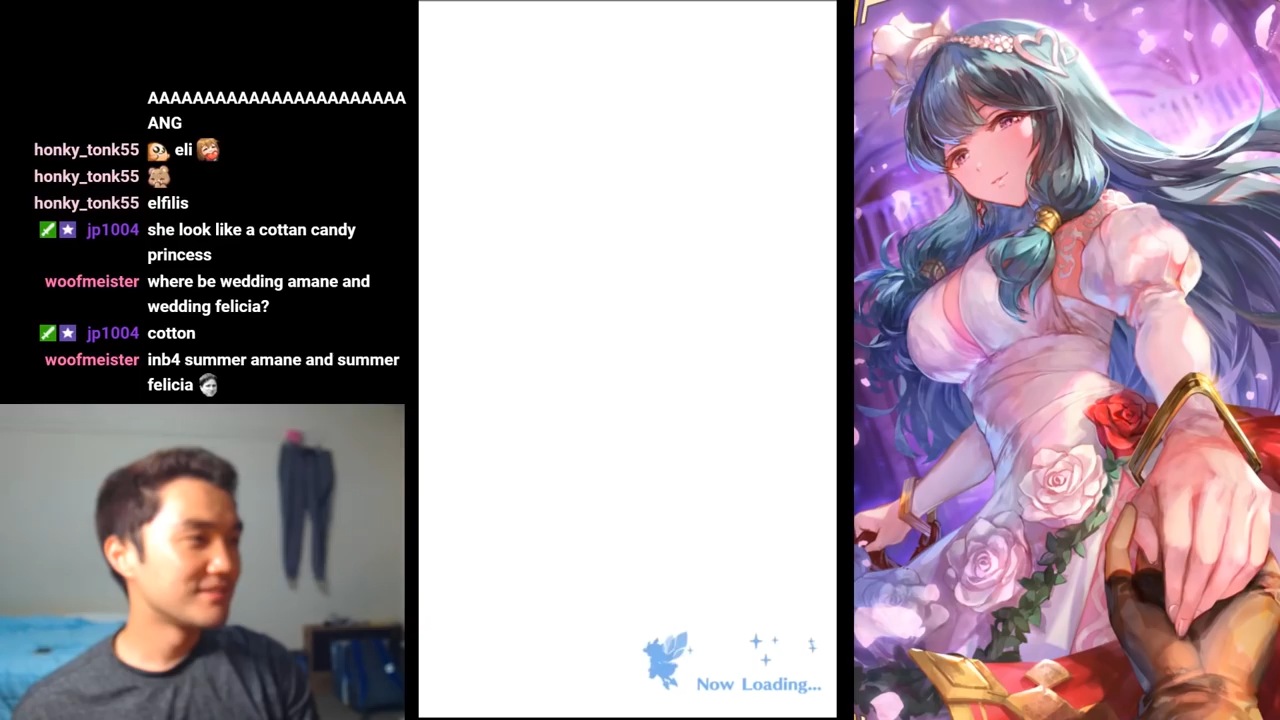 AAAAAAAAAAAAAAAAAAAAAAA
ANG
honky_tonk55 eli
honky_tonk55
honky_tonk55 elfilis
jp1004 she look like a cottan candy
princess
woofmeister where be wedding amane and
wedding felicia?
jp1004 cotton
woofmeister inb4 summer amane and summer
felicia
Now Loading...